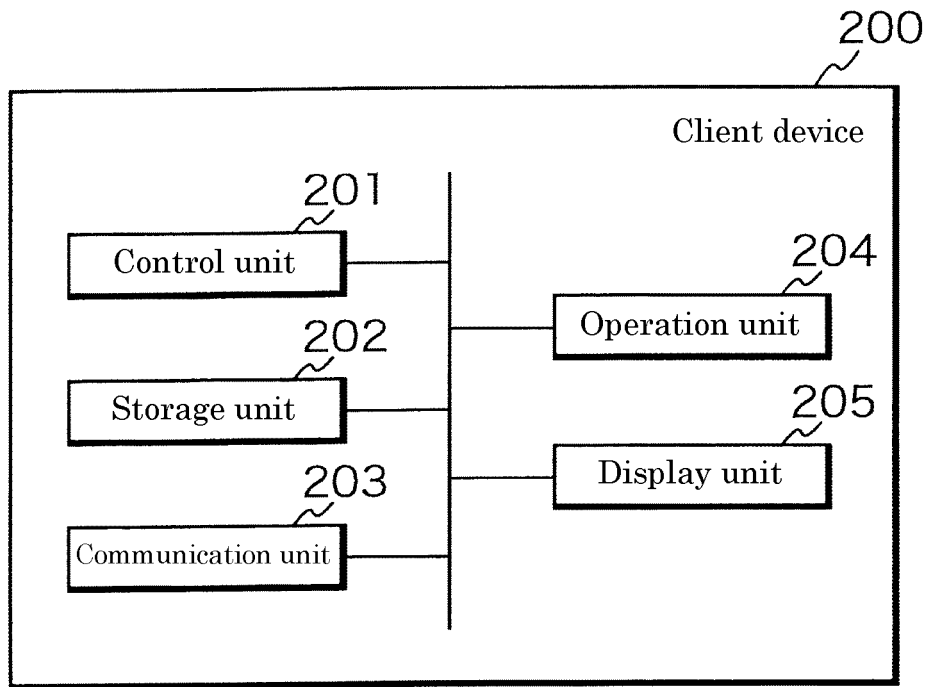 200
Client device
201
Control unit
202
Storage unit
203
Communication unit
204
Operation unit
205
Display unit